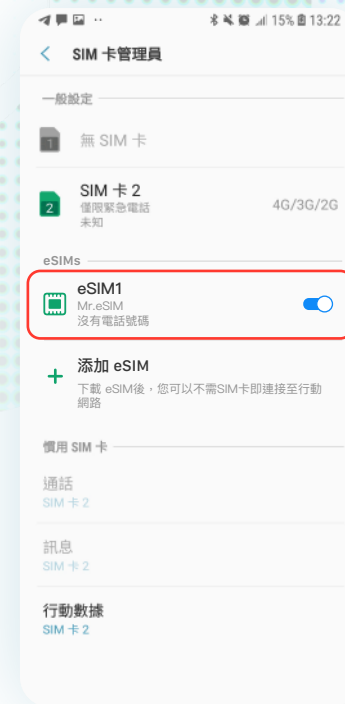 15% 13:22
SIM 卡管理員
一般設定
1
無 SIM 卡
SIM 卡 2
2
僅限緊急電話
4G/3G/2G
未知
eSIMs
eSIM1
Mr.eSIM
沒有電話號碼
添加 eSIM
下載 eSIM後，您可以不需SIM卡即連接至行動
網路
慣用 SIM 卡
通話
SIM 卡 2
訊息
SIM 卡 2
行動數據
SIM 卡 2